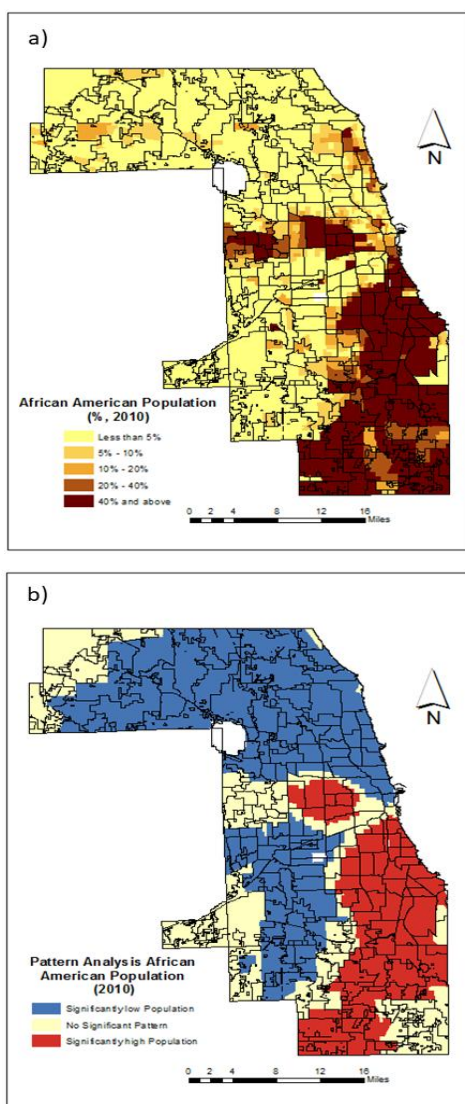 a)
N
African American Population
(% , 2010)
Less than 5%
5% - 10%
10% - 20%
20% - 40%
40% and above
0 2 4 8 12 16
Miles
b)
N
Pattern Analysis African
American Population
(2010)
Significantly low Population
No Significant Pattern
Significantly high Population
0 2 4 8 12 16
Miles